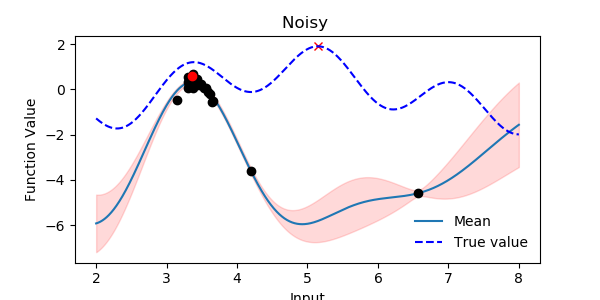 Noisy
Function Value
2
0
−2
−4
−6
Mean
True value
2 3 4 5 6 7 8
Input